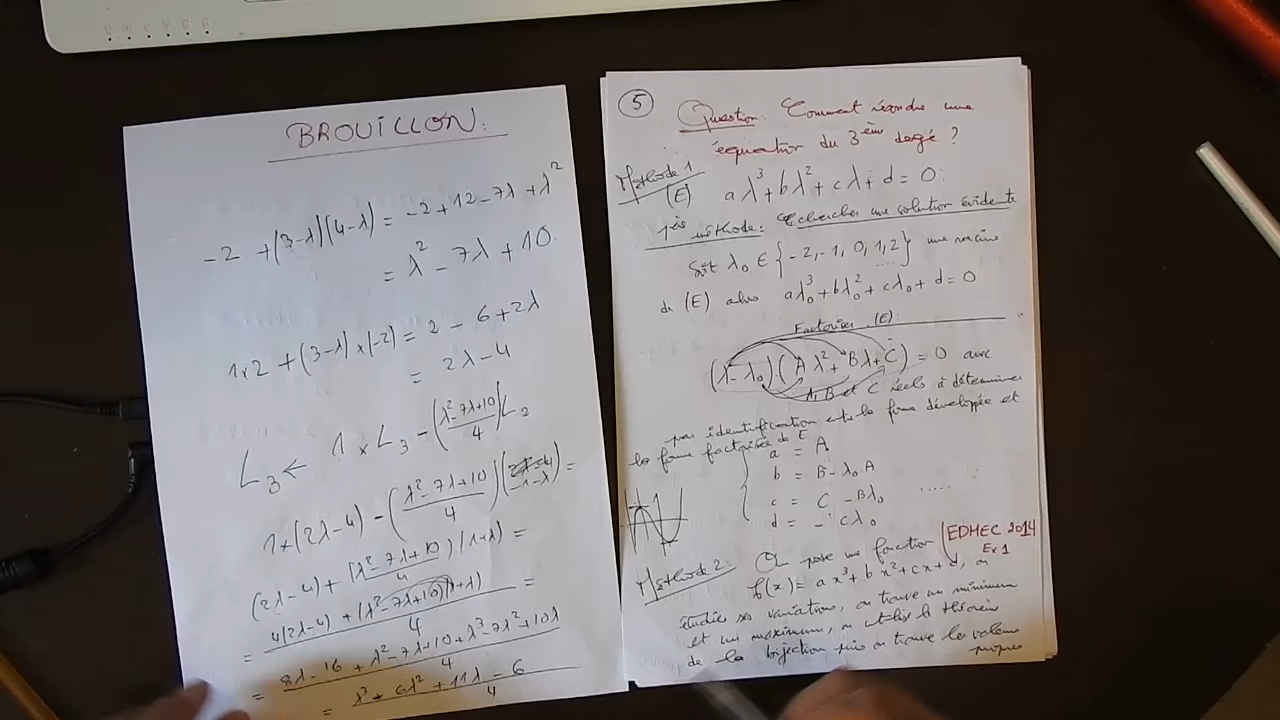 BROUILLON:
-2 +(3-λ)(4-λ) = -2+12-7λ+λ²
= λ² - 7λ + 10.
1×2 + (3-λ)×(-2) = 2 - 6 + 2λ
= 2λ - 4
L₃ ← 1 × L₃ - (λ²-7λ+10/4) L₂
1×(2λ-4) - (λ²-7λ+10/4)(-1-λ) =
(2λ-4) + (λ²-7λ+10/4)(1+λ) =
= 4(2λ-4) + (λ²-7λ+10)(1+λ)/4 =
= 8λ-16+λ²-7λ+10+λ³-7λ²+10λ/4
= λ³-6λ²+11λ-6/4
5
Question: Comment résoudre une
équation du 3ème degré ?
Méthode 1
(E) aλ³+bλ²+cλ+d=0.
1ère méthode: Rechercher une solution évidente
Soit λ₀ ∈ {-2,-1,0,1,2} une racine
de (E) alors aλ₀³+bλ₀²+cλ₀+d=0
Factoriser (E)
(λ-λ₀)(Aλ²+Bλ+C)=0 avec
A, B et C réels à déterminer
par identification entre la forme développée et
la forme factorisée de E
a = A
b = B-λ₀A
c = C-Bλ₀ .....
d = -Cλ₀
Méthode 2: On pose une fonction
EDHEC 2014
Ex 1
f(x)= ax³+bx²+cx+d, on
étudie ses variations, on trouve un minimum
et un maximum, on utilise le théorème
de la bijection puis on trouve les valeurs
propres